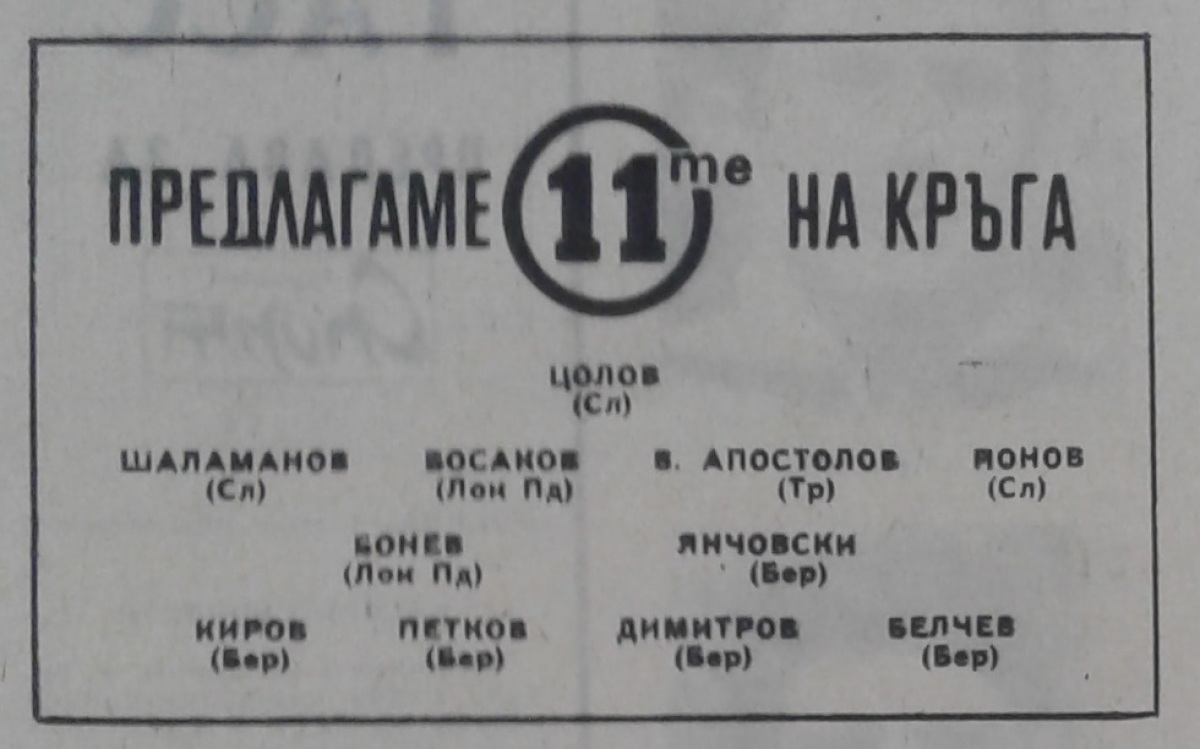 ПРЕДЛАГАМЕ 11те НА КРЪГА
ЦОЛОВ
(Сл)
ШАЛАМАНОВ БОСАКОВ В. АПОСТОЛОВ ЙОНОВ
(Сл) (Лок Пд) (Тр) (Сл)
БОНЕВ ЯНЧОВСКИ
(Лок Пд) (Бер)
КИРОВ ПЕТКОВ ДИМИТРОВ БЕЛЧЕВ
(Бер) (Бер) (Бер) (Бер)